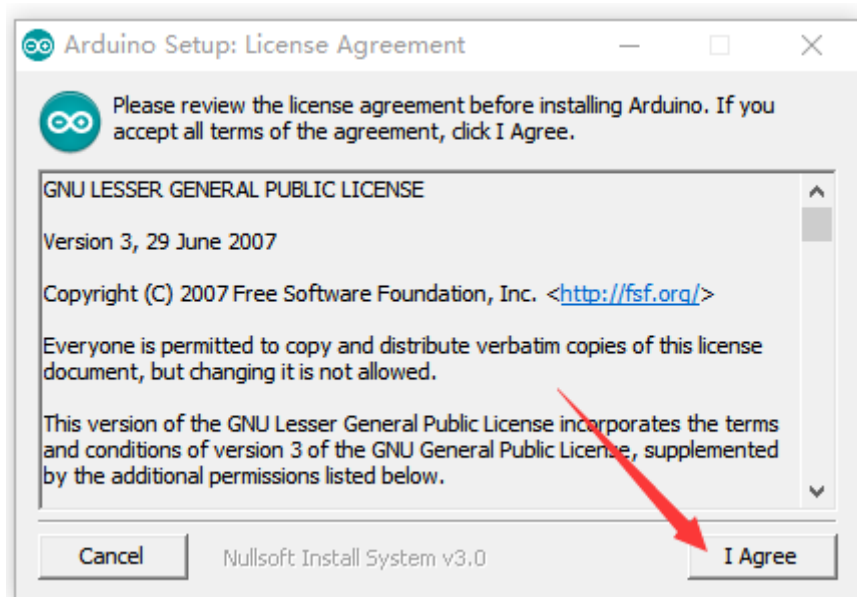 Arduino Setup: License Agreement
Please review the license agreement before installing Arduino. If you
accept all terms of the agreement, click I Agree.
GNU LESSER GENERAL PUBLIC LICENSE
Version 3, 29 June 2007
Copyright (C) 2007 Free Software Foundation, Inc. <http://fsf.org/>
Everyone is permitted to copy and distribute verbatim copies of this license
document, but changing it is not allowed.
This version of the GNU Lesser General Public License incorporates the terms
and conditions of version 3 of the GNU General Public License, supplemented
by the additional permissions listed below.
Cancel
Nullsoft Install System v3.0
I Agree